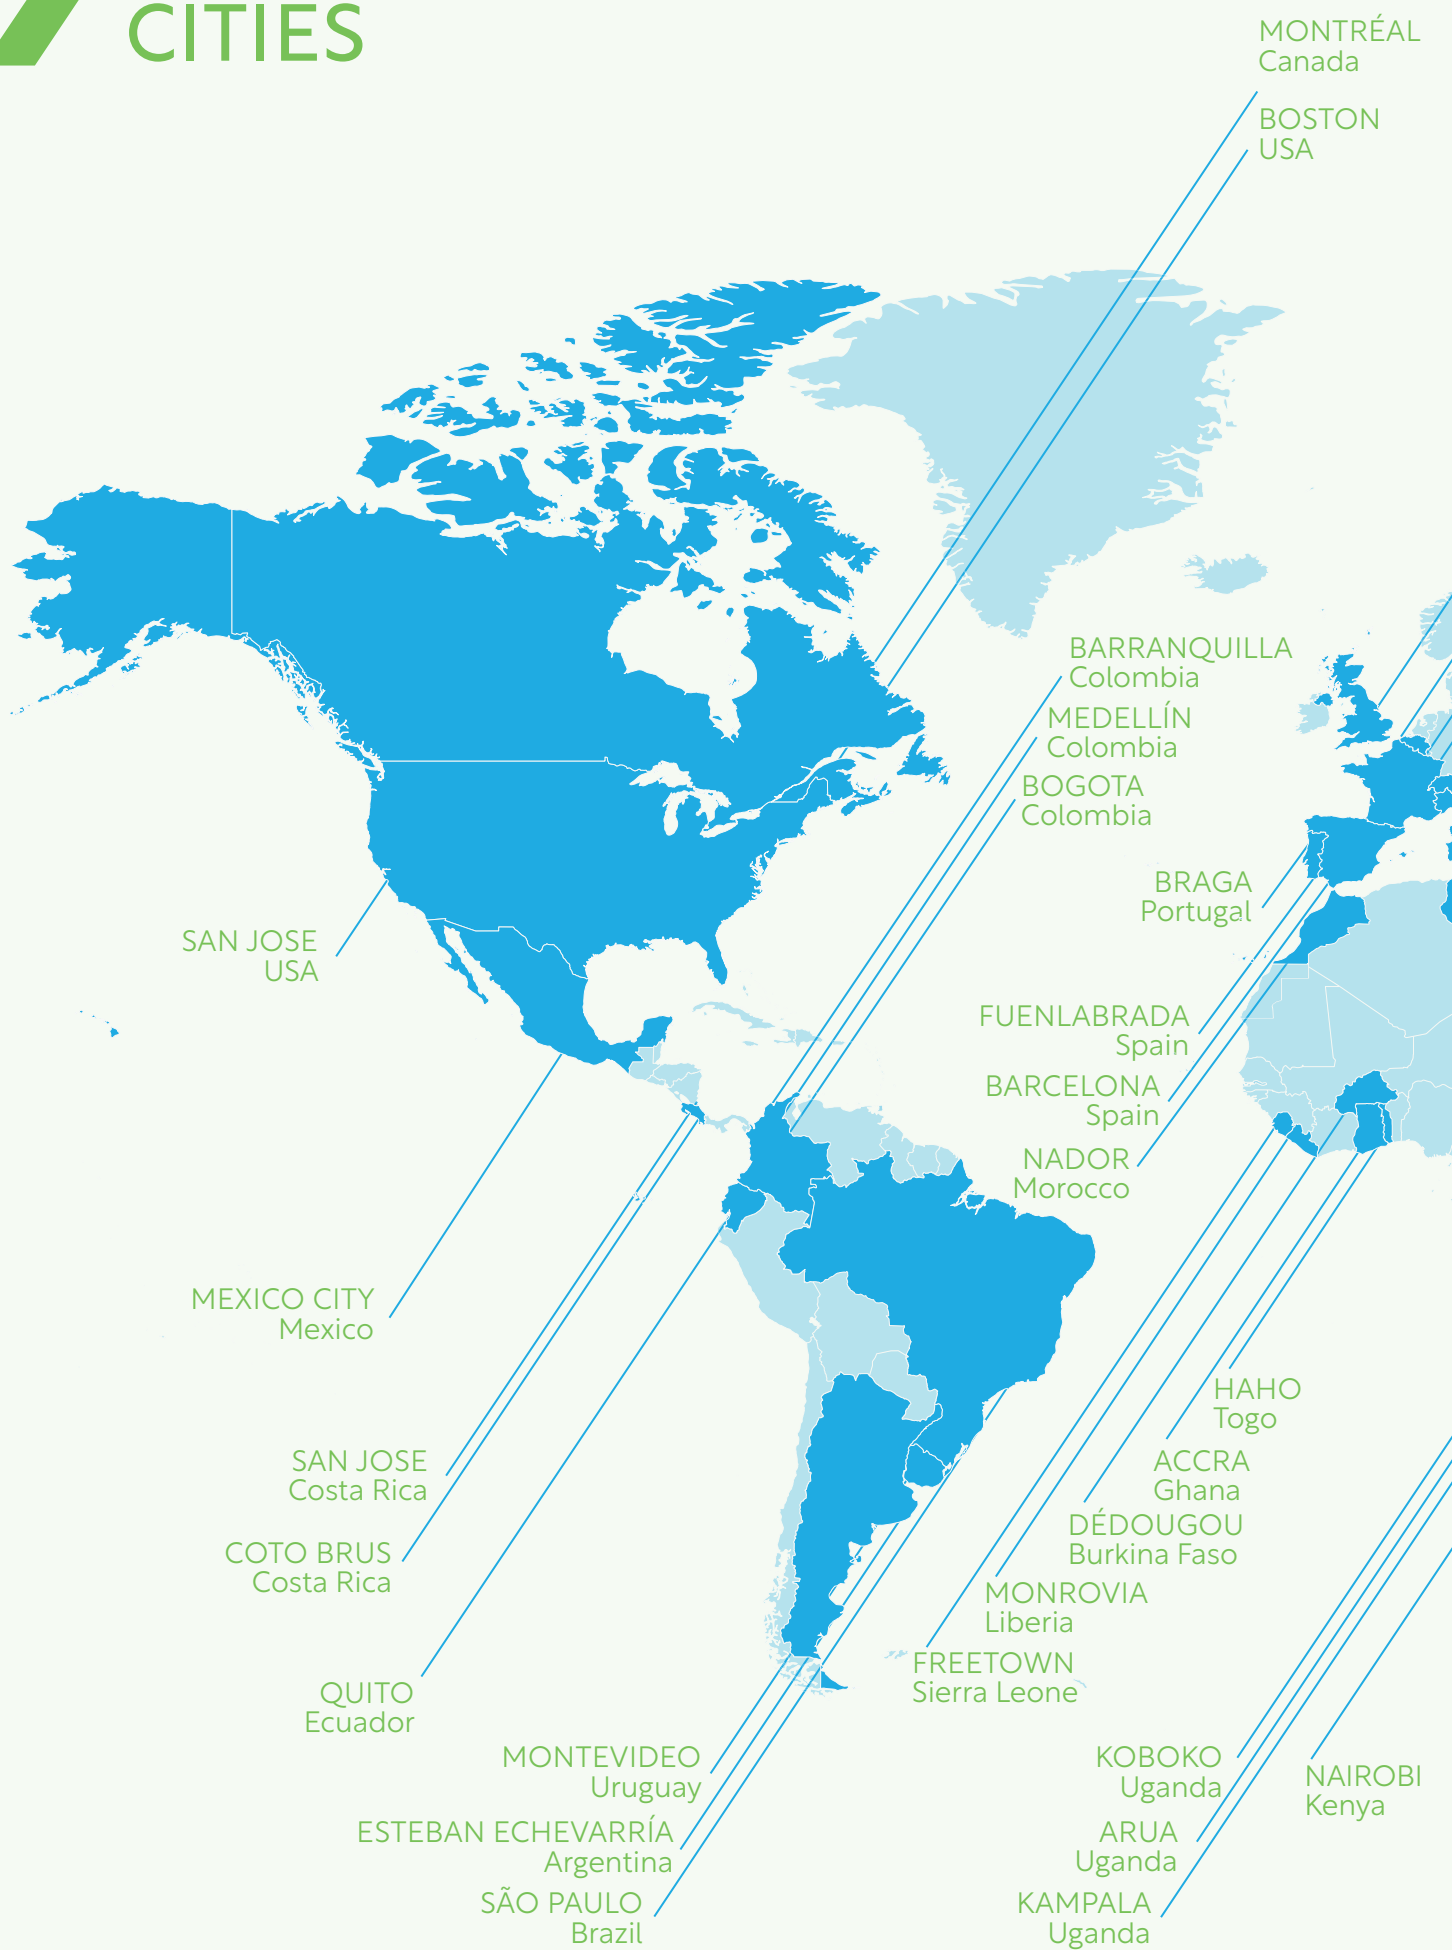 CITIES
MONTRÉAL
Canada
BOSTON
USA
BARRANQUILLA
Colombia
MEDELLÍN
Colombia
BOGOTA
Colombia
BRAGA
Portugal
SAN JOSE
USA
FUENLABRADA
Spain
BARCELONA
Spain
NADOR
Morocco
MEXICO CITY
Mexico
HAHO
Togo
SAN JOSE
Costa Rica
ACCRA
Ghana
DÉDOUGOU
Burkina Faso
COTO BRUS
Costa Rica
MONROVIA
Liberia
FREETOWN
Sierra Leone
QUITO
Ecuador
MONTEVIDEO
Uruguay
KOBOKO
Uganda
NAIROBI
Kenya
ESTEBAN ECHEVARRÍA
Argentina
ARUA
Uganda
SÃO PAULO
Brazil
KAMPALA
Uganda